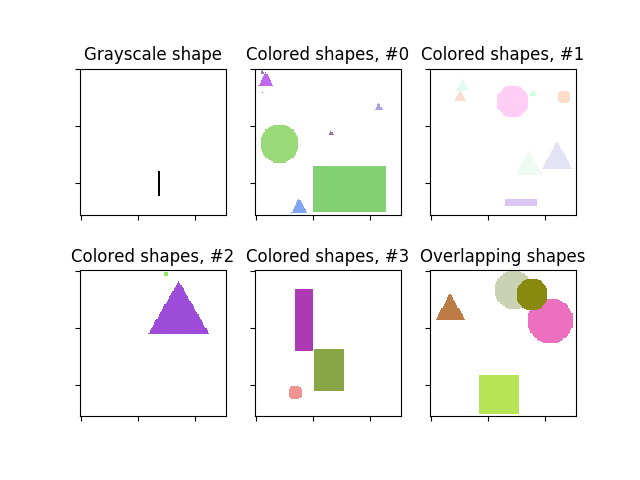 Grayscale shape
Colored shapes, #0
Colored shapes, #1
Colored shapes, #2
Colored shapes, #3
Overlapping shapes